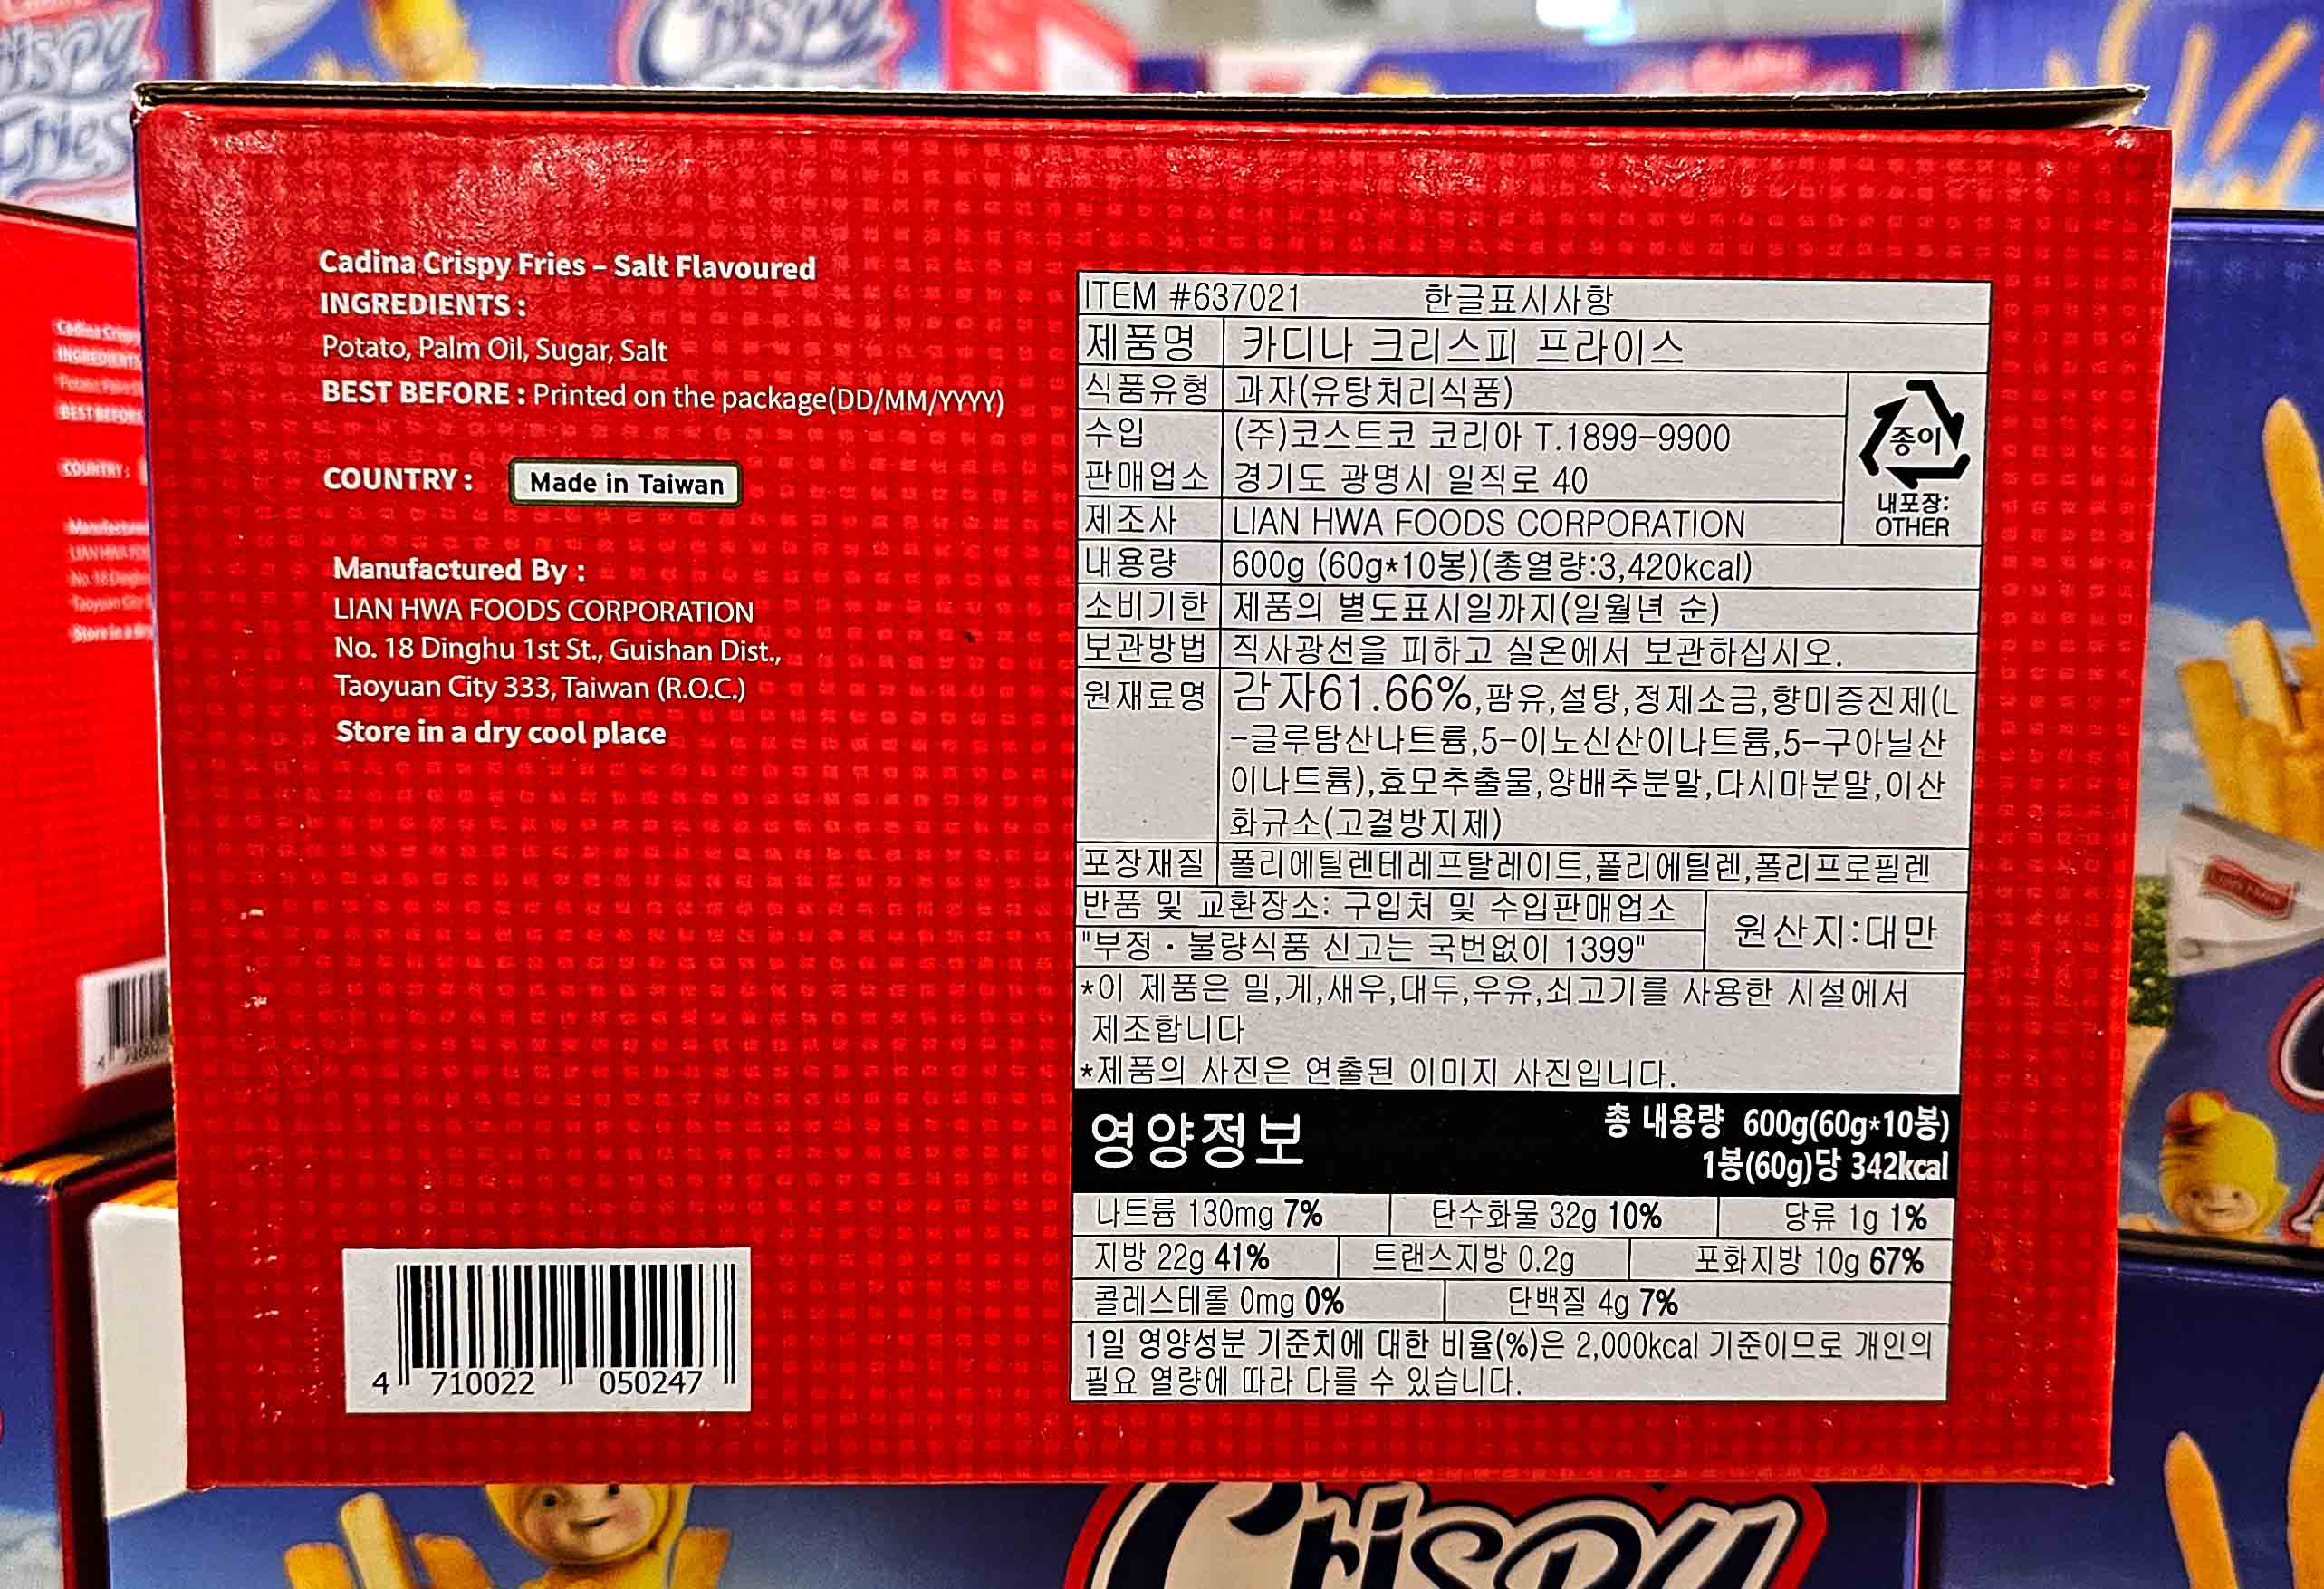 Crispy
Crispy
Fries
Cadina Crispy Fries – Salt Flavoured
INGREDIENTS :
Potato, Palm Oil, Sugar, Salt
BEST BEFORE : Printed on the package(DD/MM/YYYY)
COUNTRY : Made in Taiwan
Manufactured By :
LIAN HWA FOODS CORPORATION
No. 18 Dinghu 1st St., Guishan Dist.,
Taoyuan City 333, Taiwan (R.O.C.)
Store in a dry cool place
4 710022 050247
ITEM #637021 한글표시사항
제품명 카디나 크리스피 프라이스
식품유형 과자(유탕처리식품)
수입 (주)코스트코 코리아 T.1899-9900
판매업소 경기도 광명시 일직로 40
제조사 LIAN HWA FOODS CORPORATION
종이
내포장:
OTHER
내용량 600g (60g*10봉)(총열량:3,420kcal)
소비기한 제품의 별도표시일까지(일월년 순)
보관방법 직사광선을 피하고 실온에서 보관하십시오.
원재료명 감자61.66%,팜유,설탕,정제소금,향미증진제(L
-글루탐산나트륨,5-이노신산이나트륨,5-구아닐산
이나트륨),효모추출물,양배추분말,다시마분말,이산
화규소(고결방지제)
포장재질 폴리에틸렌테레프탈레이트,폴리에틸렌,폴리프로필렌
반품 및 교환장소: 구입처 및 수입판매업소
"부정·불량식품 신고는 국번없이 1399"
원산지:대만
*이 제품은 밀,게,새우,대두,우유,쇠고기를 사용한 시설에서
제조합니다
*제품의 사진은 연출된 이미지 사진입니다.
영양정보 총 내용량 600g(60g*10봉)
1봉(60g)당 342kcal
나트륨 130mg 7% 탄수화물 32g 10% 당류 1g 1%
지방 22g 41% 트랜스지방 0.2g 포화지방 10g 67%
콜레스테롤 0mg 0% 단백질 4g 7%
1일 영양성분 기준치에 대한 비율(%)은 2,000kcal 기준이므로 개인의
필요 열량에 따라 다를 수 있습니다.
Crispy